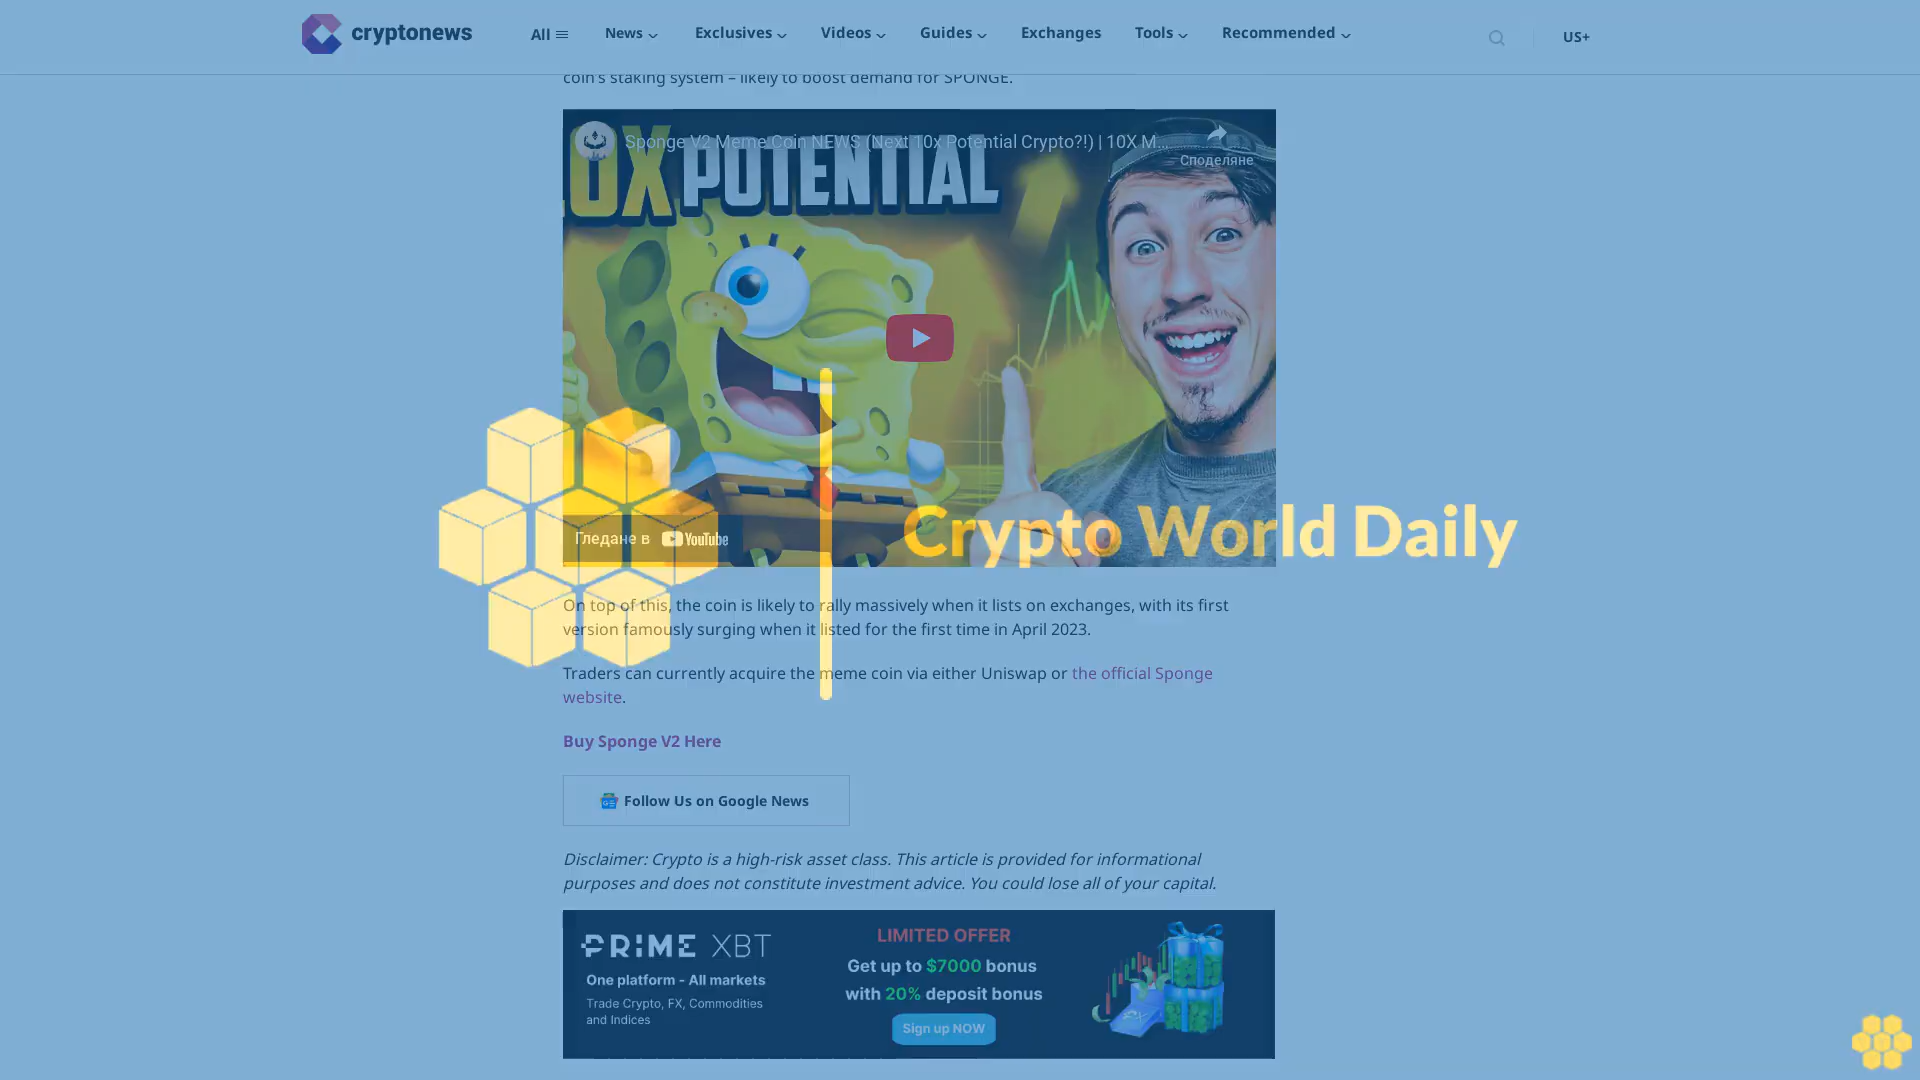 cryptonews
All
News
Exclusives
Videos
Guides
Exchanges
Tools
Recommended
US+
coin's staking system – likely to boost demand for SPONGE.
Sponge V2 Meme Coin NEWS (Next 10x Potential Crypto?!) | 10X M...
Споделяне
10X POTENTIAL
Гледане в YouTube
Crypto World Daily
On top of this, the coin is likely to rally massively when it lists on exchanges, with its first
version famously surging when it listed for the first time in April 2023.
Traders can currently acquire the meme coin via either Uniswap or the official Sponge
website.
Buy Sponge V2 Here
Follow Us on Google News
Disclaimer: Crypto is a high-risk asset class. This article is provided for informational
purposes and does not constitute investment advice. You could lose all of your capital.
PRIME XBT
One platform - All markets
Trade Crypto, FX, Commodities
and Indices
LIMITED OFFER
Get up to $7000 bonus
with 20% deposit bonus
Sign up NOW